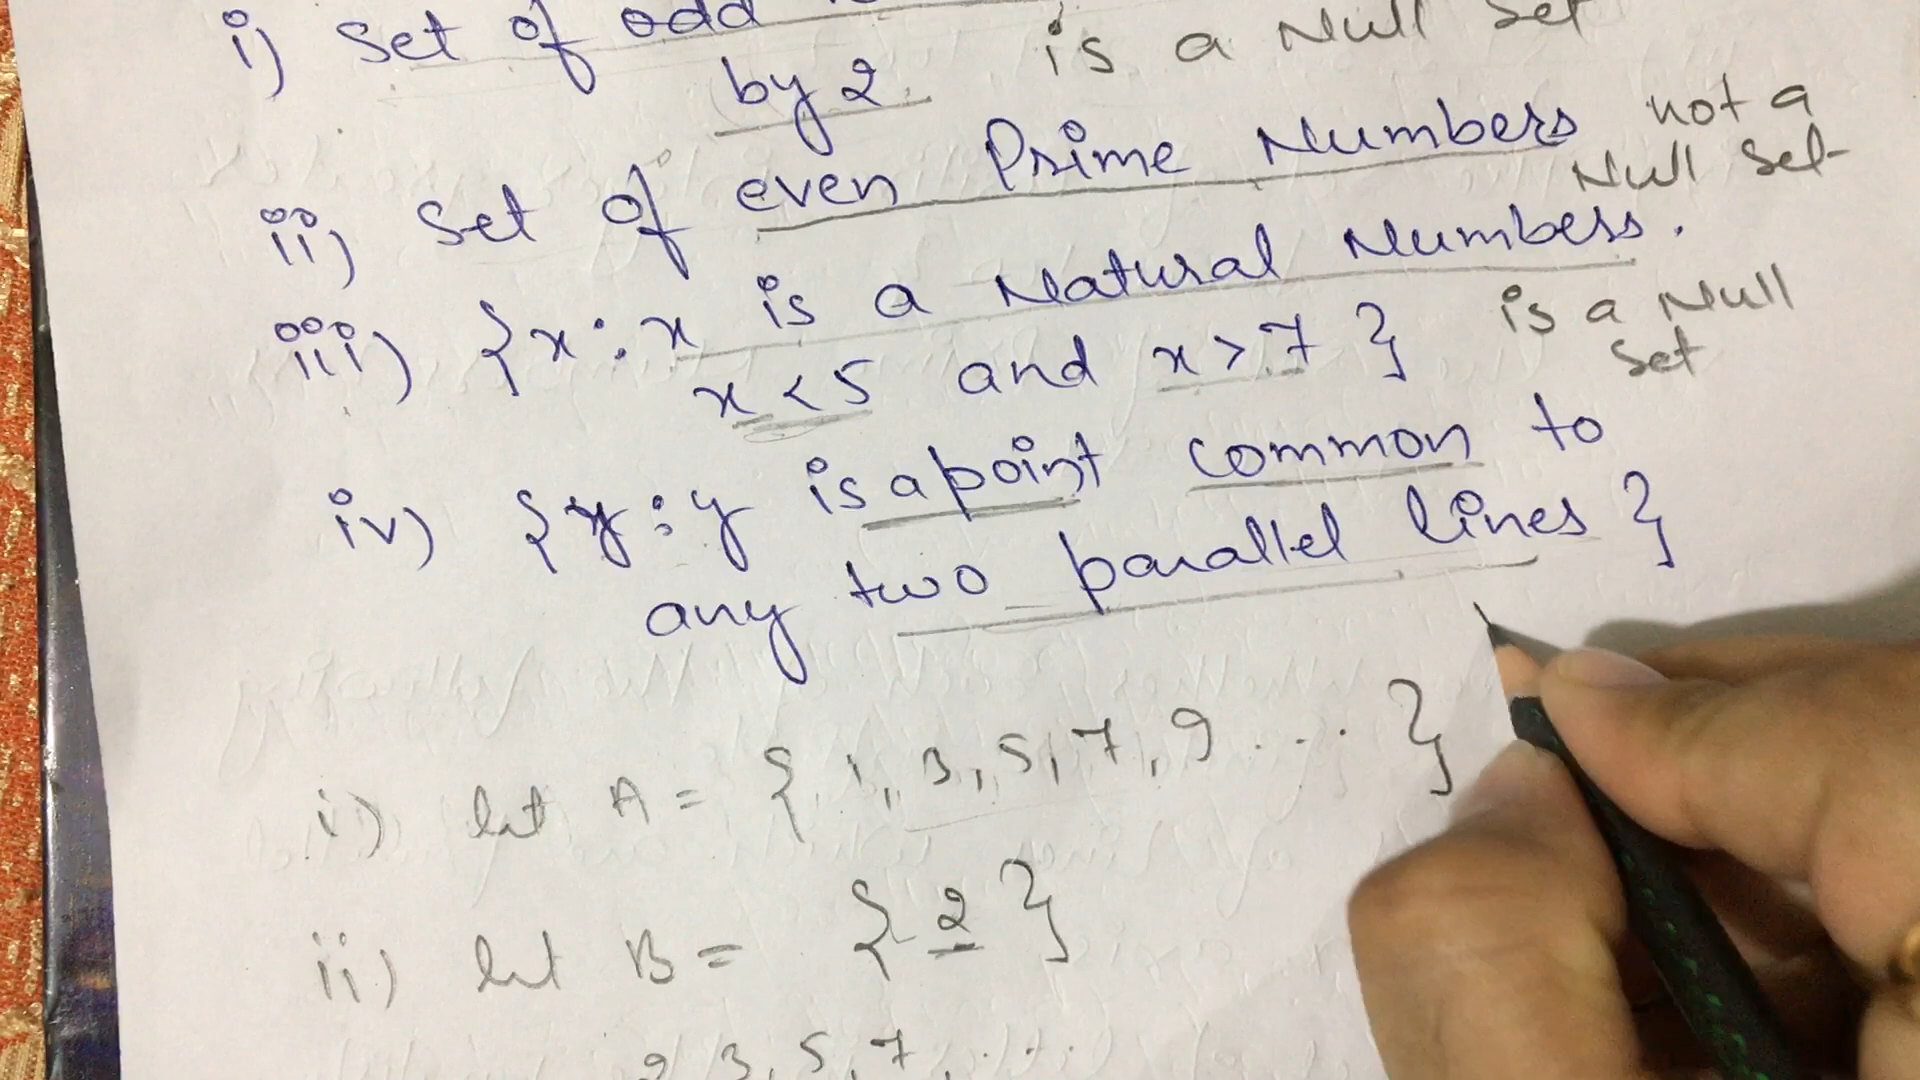 i) Set of odd
by 2. is a Null Set
ii) Set of even Prime Numbers not a
Null Set
iii) {x : x is a Natural Numbers.
x < 5 and x > 7 } is a Null
Set
iv) {y : y is a point common to
any two parallel lines }
i) let A = { 1, 3, 5, 7, 9 ... }
ii) let B = { 2 }
2, 3, 5, 7, ....